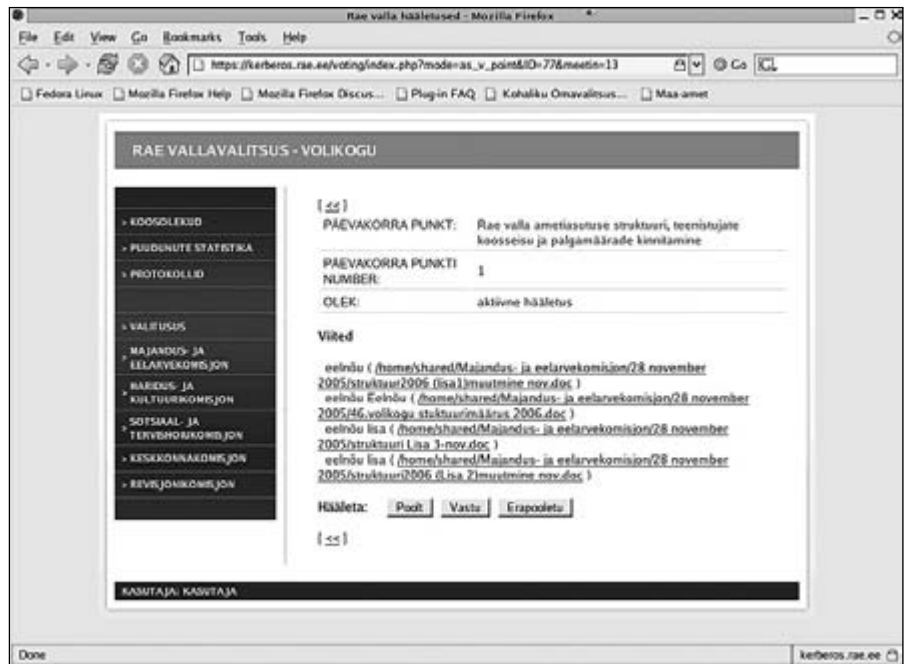 Rae valla hääletused - Mozilla Firefox
File Edit View Go Bookmarks Tools Help
https://kerberos.rae.ee/voting/index.php?mode=as_v_point&ID=77&meetin=13 Go
Fedora Linux Mozilla Firefox Help Mozilla Firefox Discus... Plug-in FAQ Kohaliku Omavalitsus... Maa-amet
RAE VALLAVALITSUS - VOLIKOGU
> KOOSOLEKUD
> PUUDUNUTE STATISTIKA
> PROTOKOLLID
> VALITUSUS
> MAJANDUS- JA
EELARVEKOMISJON
> HARIDUS- JA
KULTUURIKOMISJON
> SOTSIAAL- JA
TERVISHOIUKOMISJON
> KESKKONNAKOMISJON
> REVISJONIKOMISJON
[ << ]
PÄEVAKORRA PUNKT: Rae valla ametiasutuse struktuuri, teenistujate
koosseisu ja palgamäärade kinnitamine
PÄEVAKORRA PUNKTI
NUMBER: 1
OLEK: aktiivne hääletus
Viited
eelnõu ( /home/shared/Majandus- ja eelarvekomisjon/28 november
2005/struktuur2006 (lisa1)muutmine nov.doc )
eelnõu Eelnõu ( /home/shared/Majandus- ja eelarvekomisjon/28 november
2005/46.volikogu stuktuurimäärus 2006.doc )
eelnõu lisa ( /home/shared/Majandus- ja eelarvekomisjon/28 november
2005/struktuuri Lisa 3-nov.doc )
eelnõu lisa ( /home/shared/Majandus- ja eelarvekomisjon/28 november
2005/struktuuri2006 (Lisa 2)muutmine nov.doc )
Hääleta: Poolt Vastu Erapooletu
[ << ]
KASUTAJA: KASUTAJA
Done kerberos.rae.ee